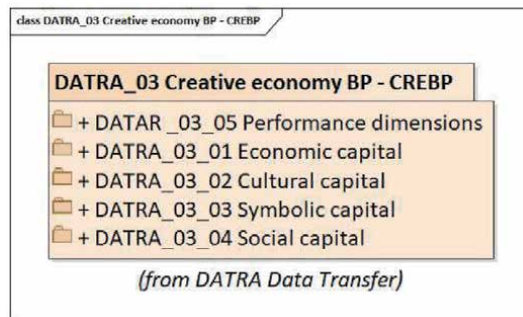 class DATRA_03 Creative economy BP - CREBP
DATRA_03 Creative economy BP - CREBP
+ DATAR _03_05 Performance dimensions
+ DATRA_03_01 Economic capital
+ DATRA_03_02 Cultural capital
+ DATRA_03_03 Symbolic capital
+ DATRA_03_04 Social capital
(from DATRA Data Transfer)